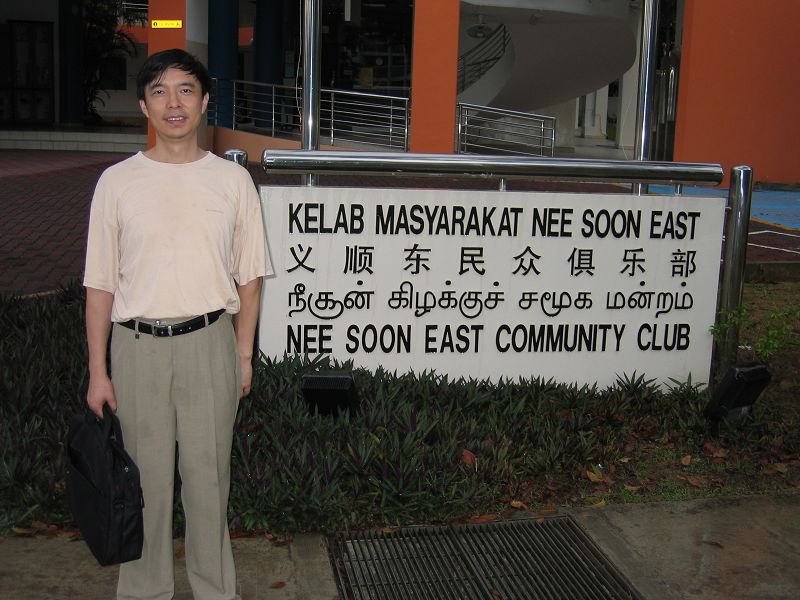 KELAB MASYARAKAT NEE SOON EAST
义顺东民众俱乐部
நீசூன் கிழக்குச் சமூக மன்றம்
NEE SOON EAST COMMUNITY CLUB